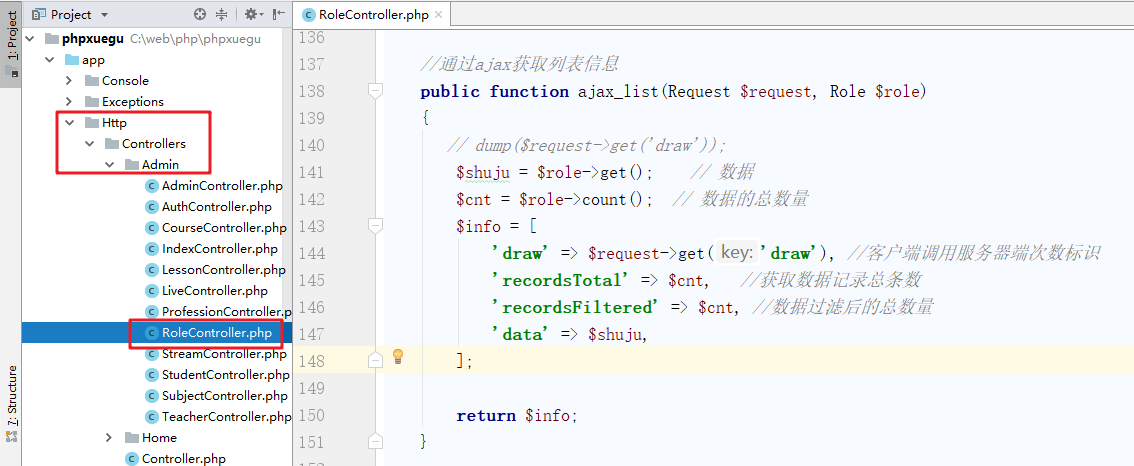 1: Project
7: Structure
Project
phpxuegu C:\web\php\phpxuegu
app
Console
Exceptions
Http
Controllers
Admin
AdminController.php
AuthController.php
CourseController.php
IndexController.php
LessonController.php
LiveController.php
ProfessionController.p
RoleController.php
StreamController.php
StudentController.php
SubjectController.php
TeacherController.php
Home
Controller.php
RoleController.php
136
137 //通过ajax获取列表信息
138 public function ajax_list(Request $request, Role $role)
139 {
140 // dump($request->get('draw'));
141 $shuju = $role->get(); // 数据
142 $cnt = $role->count(); // 数据的总数量
143 $info = [
144 'draw' => $request->get( key: 'draw'), //客户端调用服务器端次数标识
145 'recordsTotal' => $cnt, //获取数据记录总条数
146 'recordsFiltered' => $cnt, //数据过滤后的总数量
147 'data' => $shuju,
148 ];
149
150 return $info;
151 }